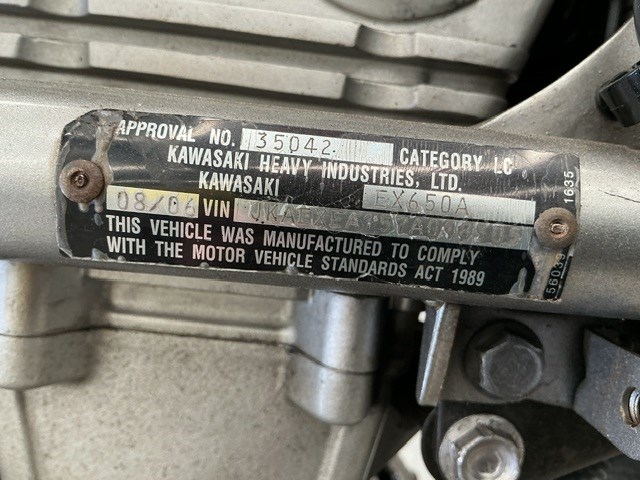 APPROVAL NO. 35042 CATEGORY LC
KAWASAKI HEAVY INDUSTRIES, LTD.
KAWASAKI EX650A
08/06 VIN
THIS VEHICLE WAS MANUFACTURED TO COMPLY
WITH THE MOTOR VEHICLE STANDARDS ACT 1989
1635